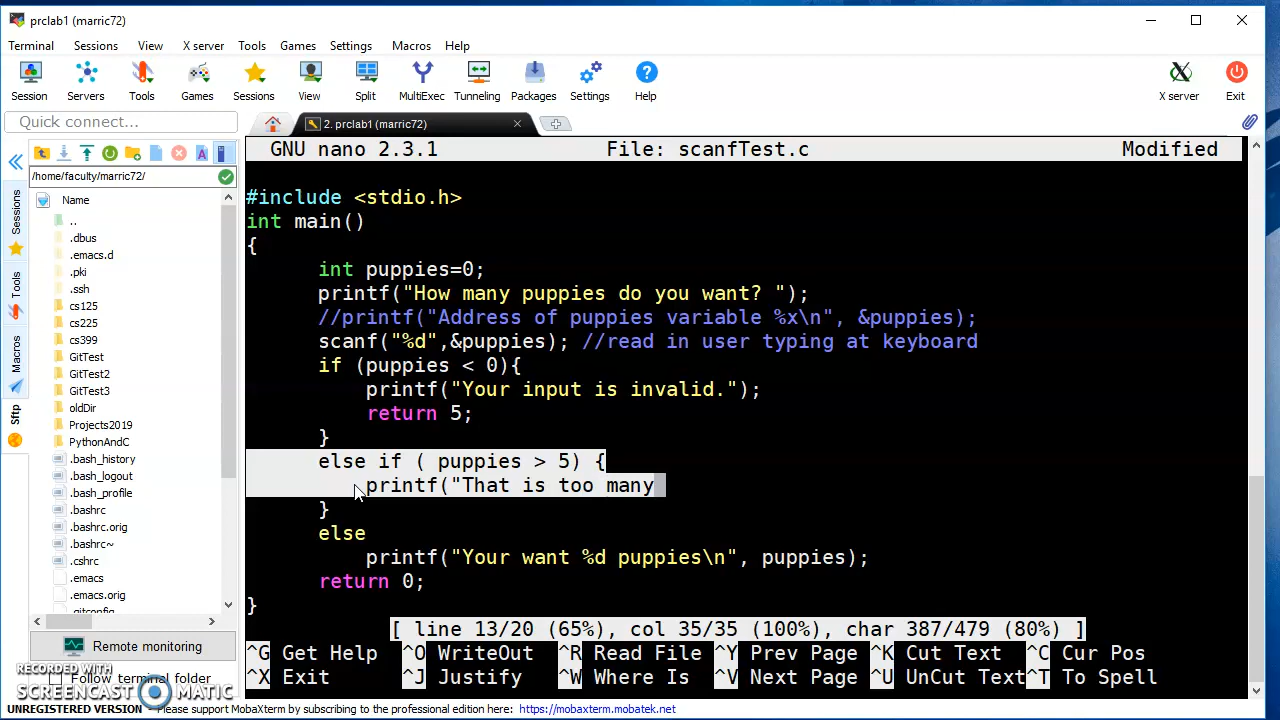 prclab1 (marric72)
Terminal Sessions View X server Tools Games Settings Macros Help
Session Servers Tools Games Sessions View Split MultiExec Tunneling Packages Settings Help X server Exit
Quick connect...
2. prclab1 (marric72)
/home/faculty/marric72/
Name
..
.dbus
.emacs.d
.pki
.ssh
cs125
cs225
cs399
GitTest
GitTest2
GitTest3
oldDir
Projects2019
PythonAndC
.bash_history
.bash_logout
.bash_profile
.bashrc
.bashrc.orig
.bashrc~
.cshrc
.emacs
.emacs.orig
.gitconfig
Sessions
Tools
Macros
Sftp
Remote monitoring
Follow terminal folder
RECORDED WITH
SCREENCAST MATIC
GNU nano 2.3.1 File: scanfTest.c Modified
#include <stdio.h>
int main()
{
int puppies=0;
printf("How many puppies do you want? ");
//printf("Address of puppies variable %x\n", &puppies);
scanf("%d",&puppies); //read in user typing at keyboard
if (puppies < 0){
printf("Your input is invalid.");
return 5;
}
else if ( puppies > 5) {
printf("That is too many
}
else
printf("Your want %d puppies\n", puppies);
return 0;
}
[ line 13/20 (65%), col 35/35 (100%), char 387/479 (80%) ]
^G Get Help ^O WriteOut ^R Read File ^Y Prev Page ^K Cut Text ^C Cur Pos
^X Exit ^J Justify ^W Where Is ^V Next Page ^U UnCut Text ^T To Spell
UNREGISTERED VERSION - Please support MobaXterm by subscribing to the professional edition here: https://mobaxterm.mobatek.net